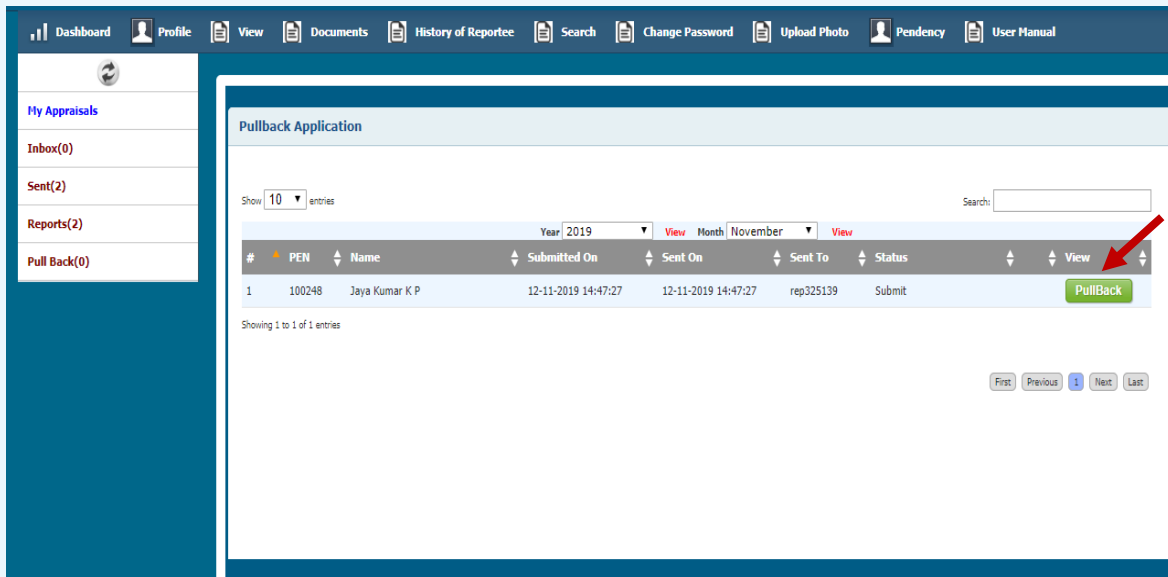 Dashboard Profile View Documents History of Reportee Search Change Password Upload Photo Pendency User Manual
My Appraisals
Inbox(0)
Sent(2)
Reports(2)
Pull Back(0)
Pullback Application
Show 10 entries Search:
Year 2019 View Month November View
# PEN Name Submitted On Sent On Sent To Status View
1 100248 Jaya Kumar K P 12-11-2019 14:47:27 12-11-2019 14:47:27 rep325139 Submit PullBack
Showing 1 to 1 of 1 entries
First Previous 1 Next Last